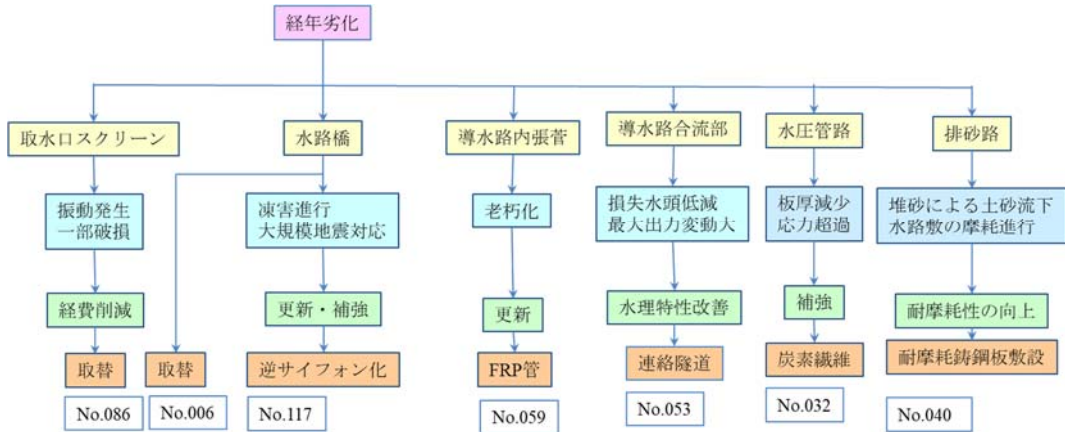 経年劣化
取水口スクリーン
水路橋
導水路内張菅
導水路合流部
水圧管路
排砂路
振動発生
一部破損
凍害進行
大規模地震対応
老朽化
損失水頭低減
最大出力変動大
板厚減少
応力超過
堆砂による土砂流下
水路敷の摩耗進行
経費削減
更新・補強
更新
水理特性改善
補強
耐摩耗性の向上
取替
取替
逆サイフォン化
FRP管
連絡隧道
炭素繊維
耐摩耗鋳鋼板敷設
No.086
No.006
No.117
No.059
No.053
No.032
No.040